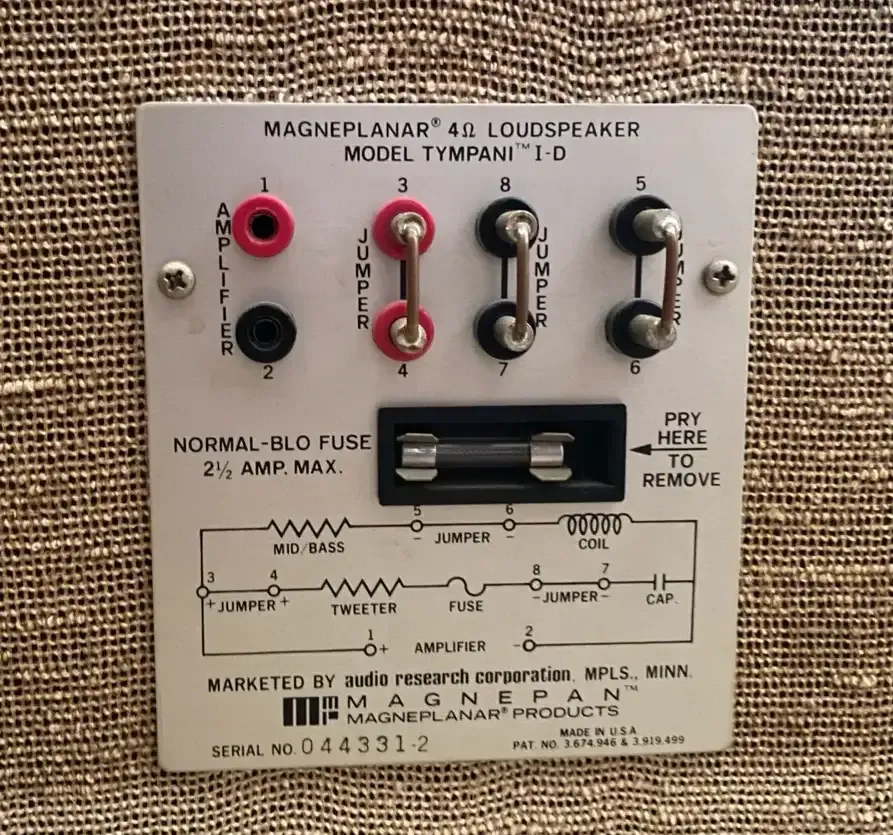 MAGNEPLANAR® 4Ω LOUDSPEAKER
MODEL TYMPANI™ I-D
1 3 8 5
AMPLIFIER
JUMPER
JUMPER
JUMPER
2 4 7 6
NORMAL-BLO FUSE
2½ AMP. MAX.
PRY
HERE
TO
REMOVE
5 6
MID/BASS - JUMPER - COIL
3 4 8 7
+JUMPER+ TWEETER FUSE -JUMPER- CAP.
1 2
+ AMPLIFIER -
MARKETED BY audio research corporation, MPLS., MINN.
MAGNEPAN™
MAGNEPLANAR® PRODUCTS
SERIAL NO. 044331-2
MADE IN U.S.A
PAT. NO. 3.674.946 & 3.919.499